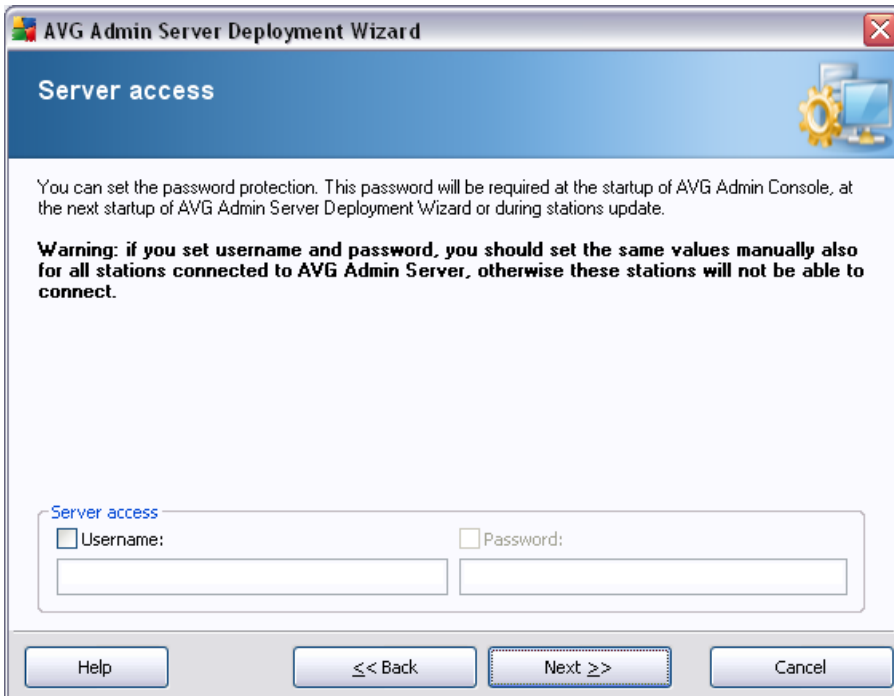 AVG Admin Server Deployment Wizard
Server access
You can set the password protection. This password will be required at the startup of AVG Admin Console, at
the next startup of AVG Admin Server Deployment Wizard or during stations update.
Warning: if you set username and password, you should set the same values manually also
for all stations connected to AVG Admin Server, otherwise these stations will not be able to
connect.
Server access
Username:
Password:
Help
<< Back
Next >>
Cancel